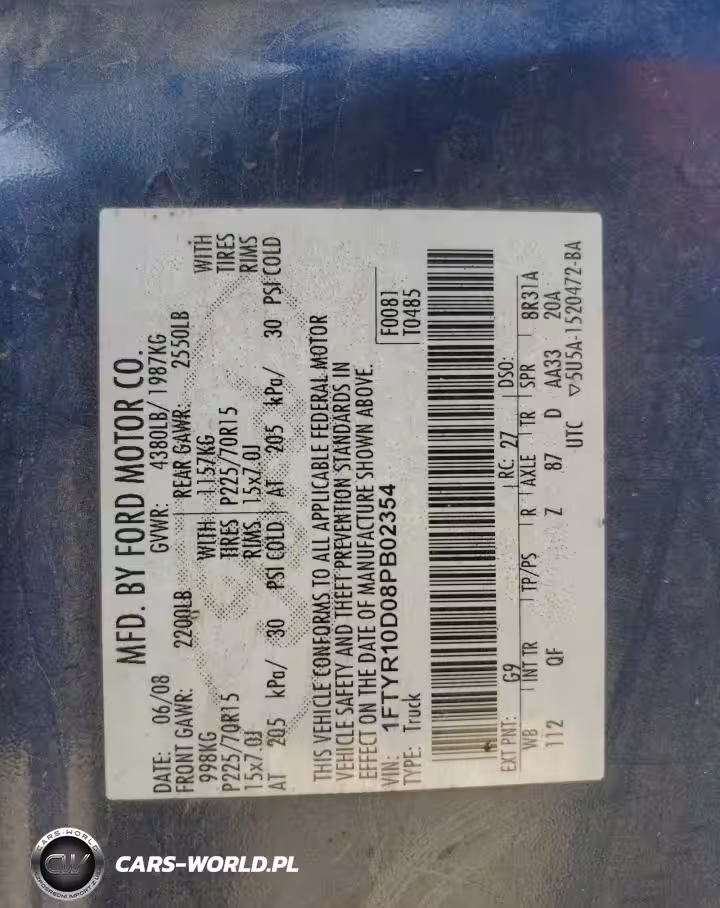 MFD. BY FORD MOTOR CO.
DATE: 06/08 GVWR: 4380LB/ 1987KG
FRONT GAWR: 2200LB REAR GAWR: 2550LB
998KG WITH 1157KG WITH
P225/70R15 TIRES P225/70R15 TIRES
15x7.0J RIMS 15x7.0J RIMS
AT 205 kPa/ 30 PSI COLD AT 205 kPa/ 30 PSI COLD
THIS VEHICLE CONFORMS TO ALL APPLICABLE FEDERAL MOTOR
VEHICLE SAFETY AND THEFT PREVENTION STANDARDS IN
EFFECT ON THE DATE OF MANUFACTURE SHOWN ABOVE.
VIN: 1FTYR10D08PB02354 F0081
TYPE: Truck T0485
EXT PNT: G9 RC: 27 DSO:
WB INT TR TP/PS R AXLE TR SPR 8R31A
112 QF Z 87 D AA33 20A
UTC ▽5U5A-1520472-BA
CARS-WORLD
CW
CARS-WORLD.PL